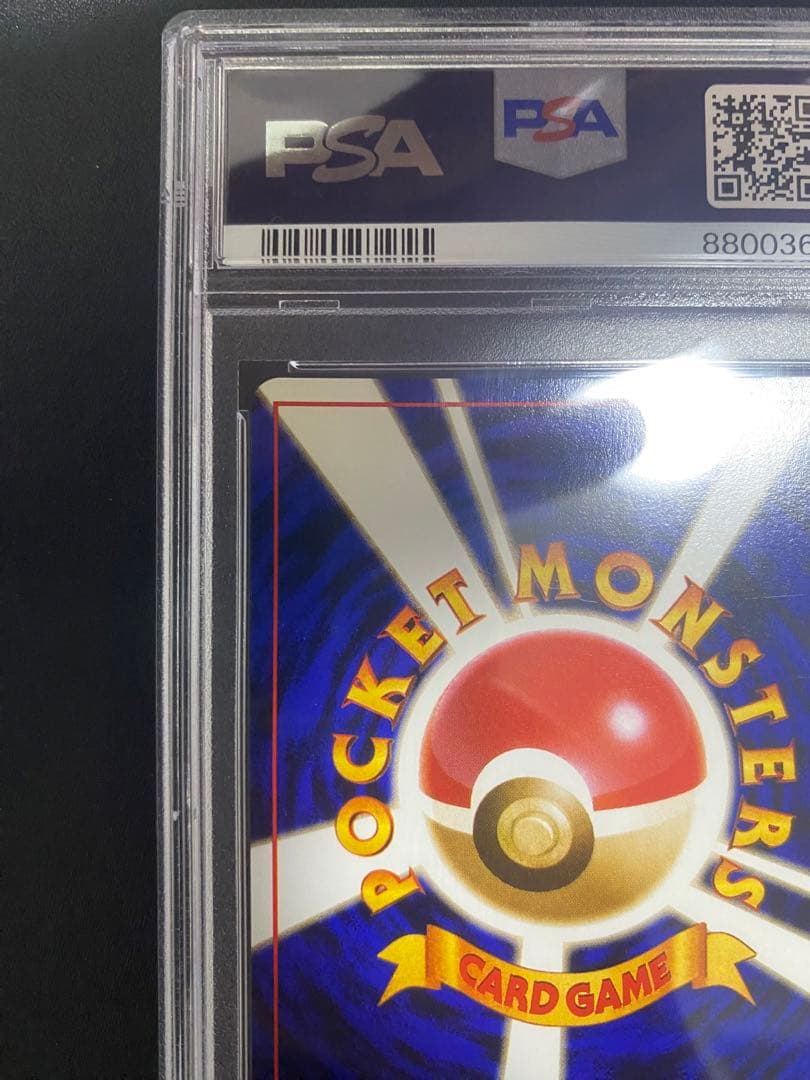 PSA
PSA
880036
POCKET MONSTERS
CARD GAME